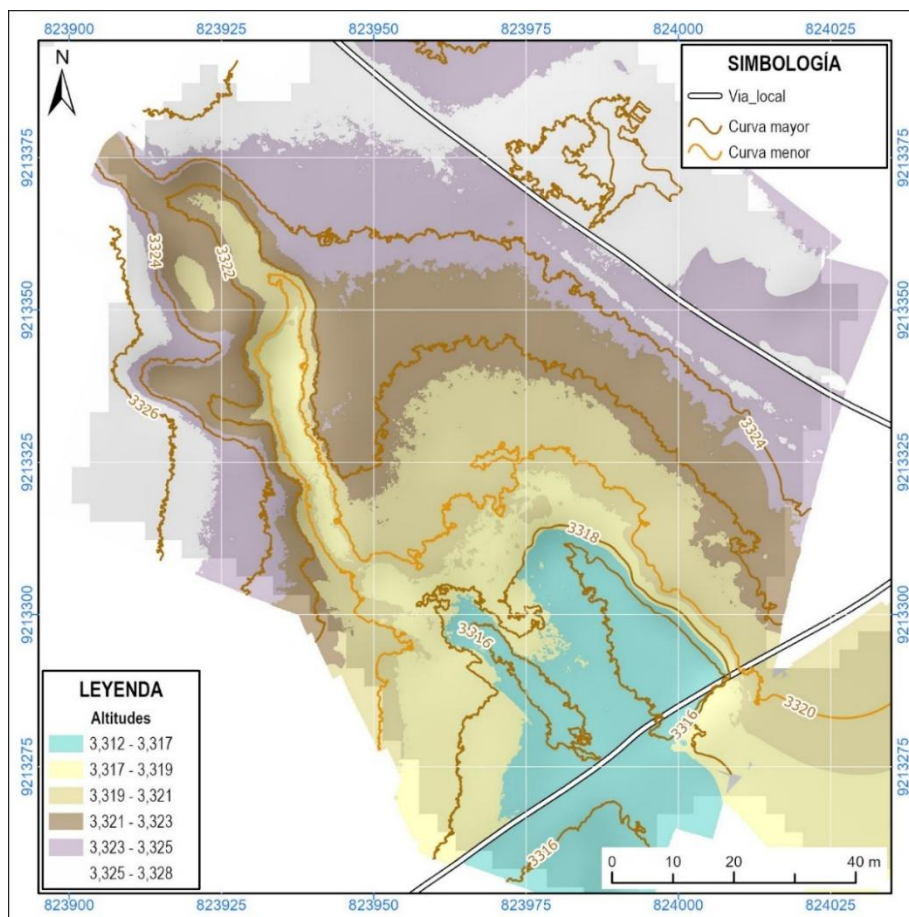 823900 823925 823950 823975 824000 824025
N
SIMBOLOGÍA
Via_local
Curva mayor
Curva menor
9213375
9213375
3324
3322
9213350
9213350
3326
3324
9213325
9213325
3318
9213300
9213300
3316
3320
3316
9213275
9213275
LEYENDA
Altitudes
3,312 - 3,317
3,317 - 3,319
3,319 - 3,321
3,321 - 3,323
3,323 - 3,325
3,325 - 3,328
3316
0 10 20 40 m
823900 823925 823950 823975 824000 824025